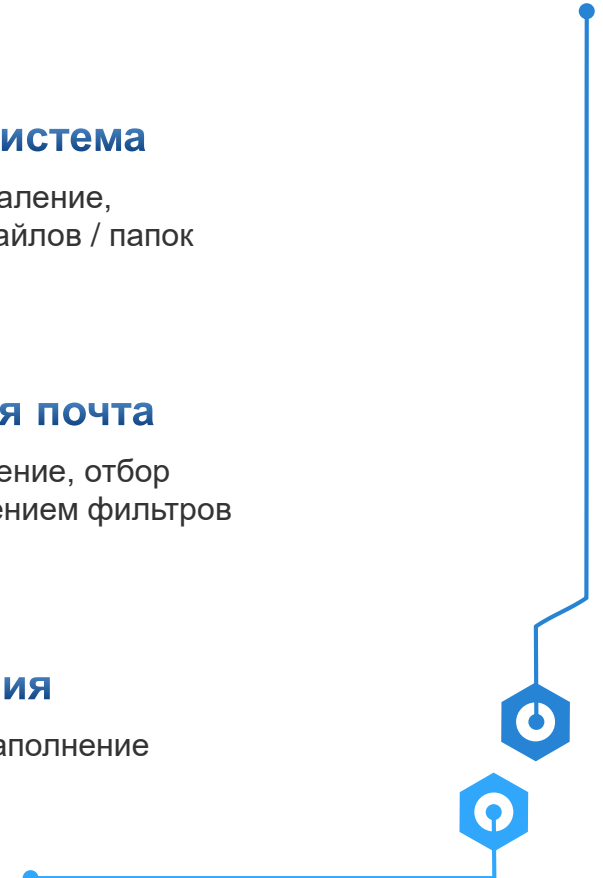 истема
аление,
айлов / папок
я почта
ение, отбор
ением фильтров
ия
аполнение